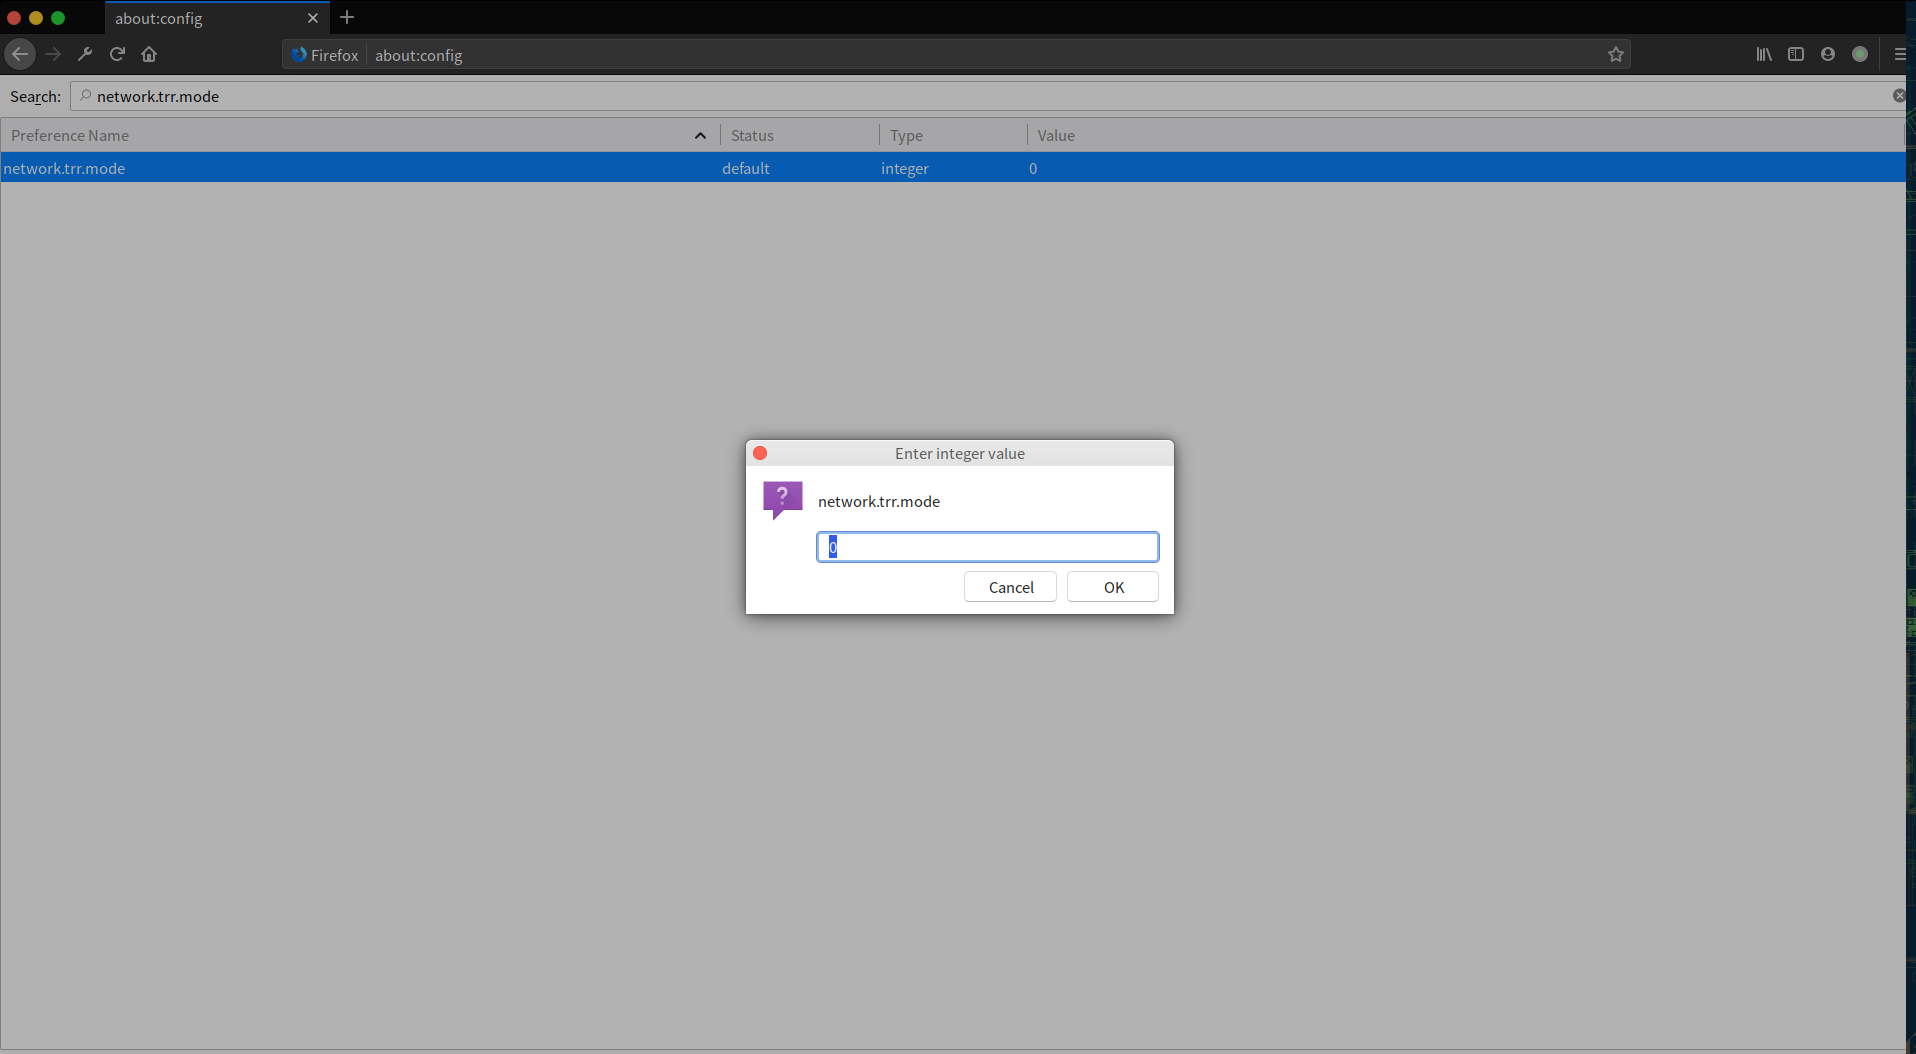 about:config
Firefox about:config
Search: network.trr.mode
Preference Name Status Type Value
network.trr.mode default integer 0
Enter integer value
?
network.trr.mode
0
Cancel OK